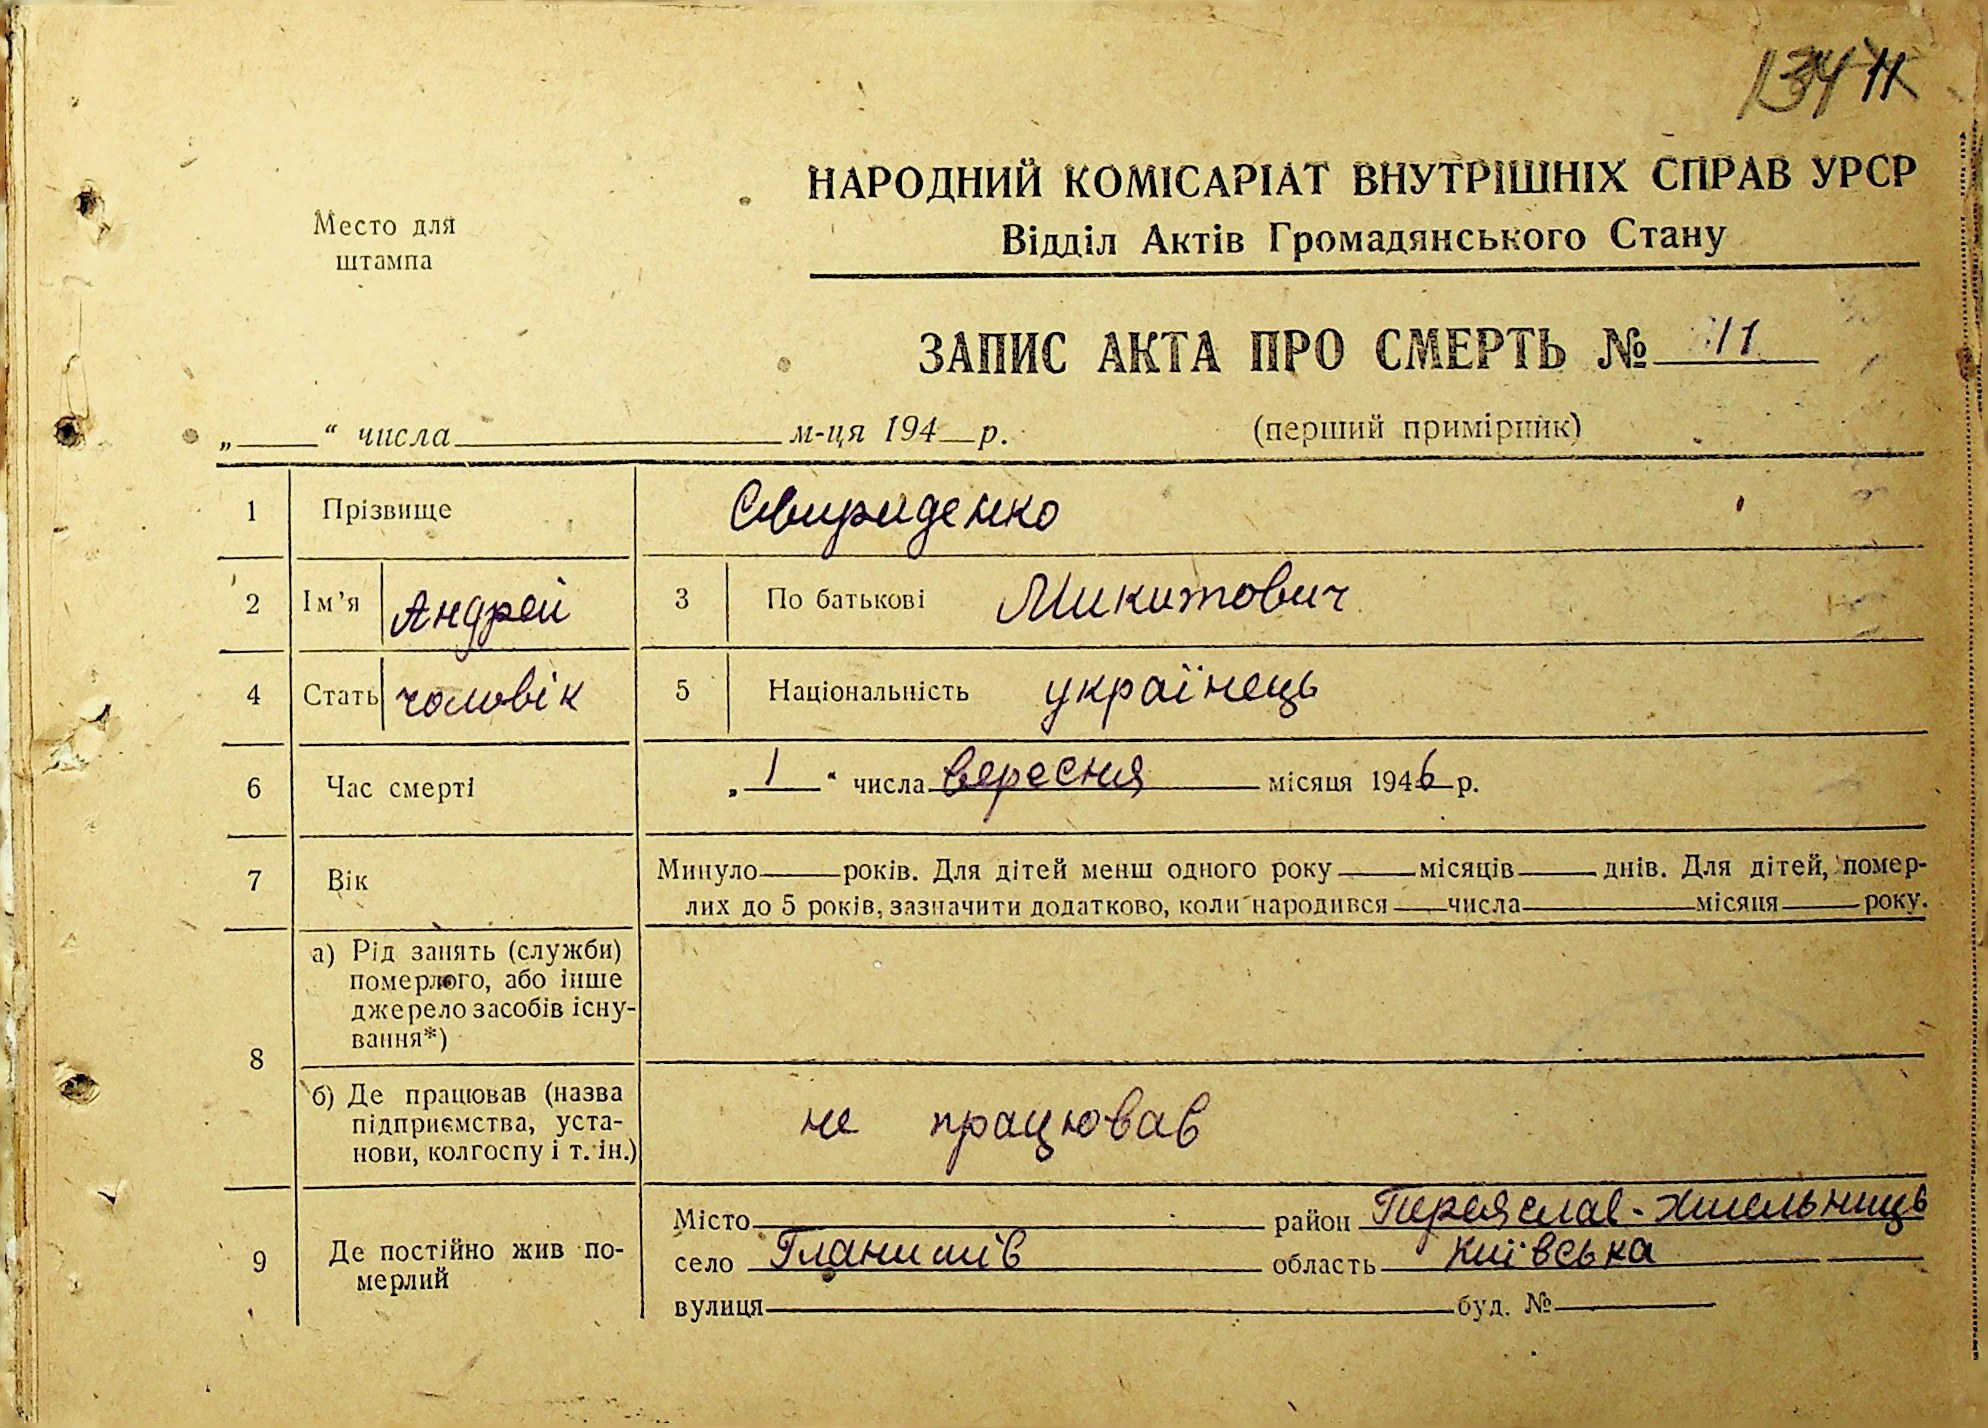 11
НАРОДНИЙ КОМІСАРІАТ ВНУТРІШНІХ СПРАВ УРСР
Відділ Актів Громадянського Стану
Место для
штампа
ЗАПИС АКТА ПРО СМЕРТЬ № 11
„ “ числа м-ця 194 р. (перший примірник)
1 Прізвище Свириденко
2 Ім’я Андрей 3 По батькові Микитович
4 Стать чоловік 5 Національність українець
6 Час смерті „ 1 “ числа вересня місяця 1946 р.
7 Вік Минуло років. Для дітей менш одного року місяців днів. Для дітей, помер-
лих до 5 років, зазначити додатково, коли народився числа місяця року.
8 а) Рід занять (служби)
померлого, або інше
джерело засобів існу-
вання*)
б) Де працював (назва
підприємства, уста-
нови, колгоспу і т. ін.)
не працював
9 Де постійно жив по-
мерлий
Місто район Переяслав-Хмельниць
село Гланишів область Київська
вулиця буд. №